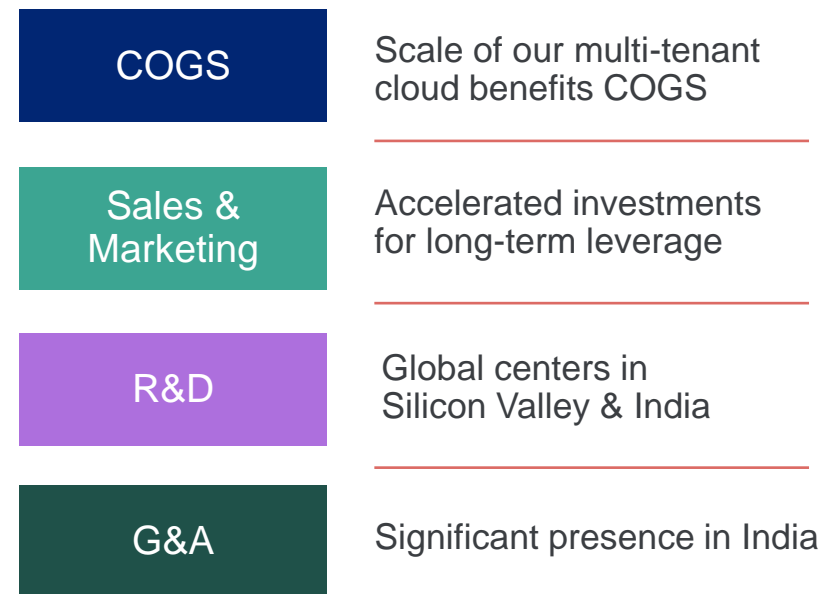 COGS
Scale of our multi-tenant
cloud benefits COGS
Sales &
Marketing
Accelerated investments
for long-term leverage
R&D
Global centers in
Silicon Valley & India
G&A
Significant presence in India